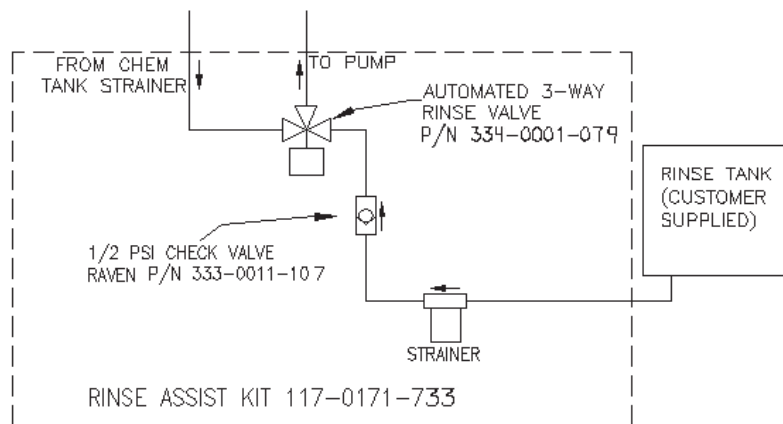 FROM CHEM
TANK STRAINER
TO PUMP
AUTOMATED 3-WAY
RINSE VALVE
P/N 334-0001-079
RINSE TANK
(CUSTOMER
SUPPLIED)
1/2 PSI CHECK VALVE
RAVEN P/N 333-0011-107
STRAINER
RINSE ASSIST KIT 117-0171-733